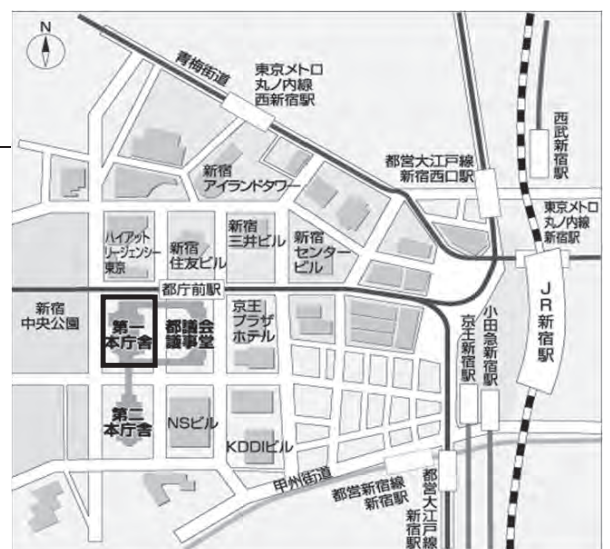 N
青梅街道
東京メトロ
丸ノ内線
西新宿駅
西武新宿駅
都営大江戸線
新宿西口駅
新宿
アイランドタワー
東京メトロ
丸ノ内線
新宿駅
ハイアット
リージェンシー
東京
新宿
住友ビル
新宿
三井ビル
新宿
センター
ビル
都庁前駅
JR新宿駅
新宿
中央公園
第一
本庁舎
都議会
議事堂
京王
プラザ
ホテル
小田急新宿駅
京王新宿駅
第二
本庁舎
NSビル
KDDIビル
甲州街道
都営新宿線
新宿駅
都営大江戸線
新宿駅